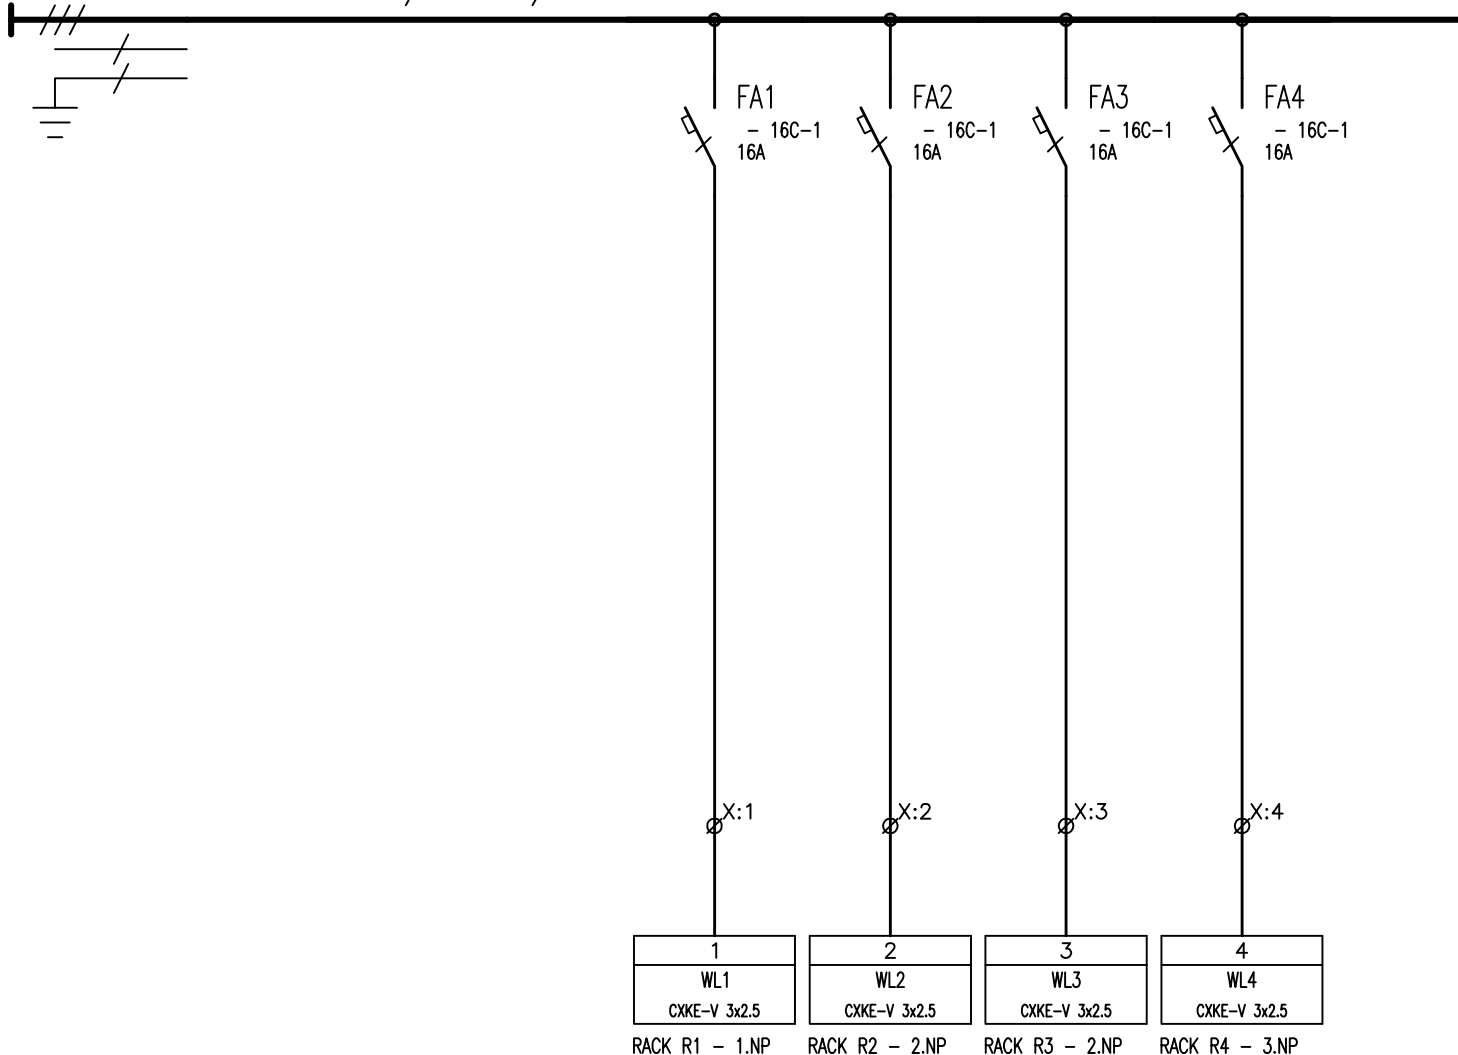 FA1 FA2 FA3 FA4
- 16C-1 - 16C-1 - 16C-1 - 16C-1
16A 16A 16A 16A
X:1 X:2 X:3 X:4
1 2 3 4
WL1 WL2 WL3 WL4
CXKE-V 3x2.5 CXKE-V 3x2.5 CXKE-V 3x2.5 CXKE-V 3x2.5
RACK R1 - 1.NP RACK R2 - 2.NP RACK R3 - 2.NP RACK R4 - 3.NP